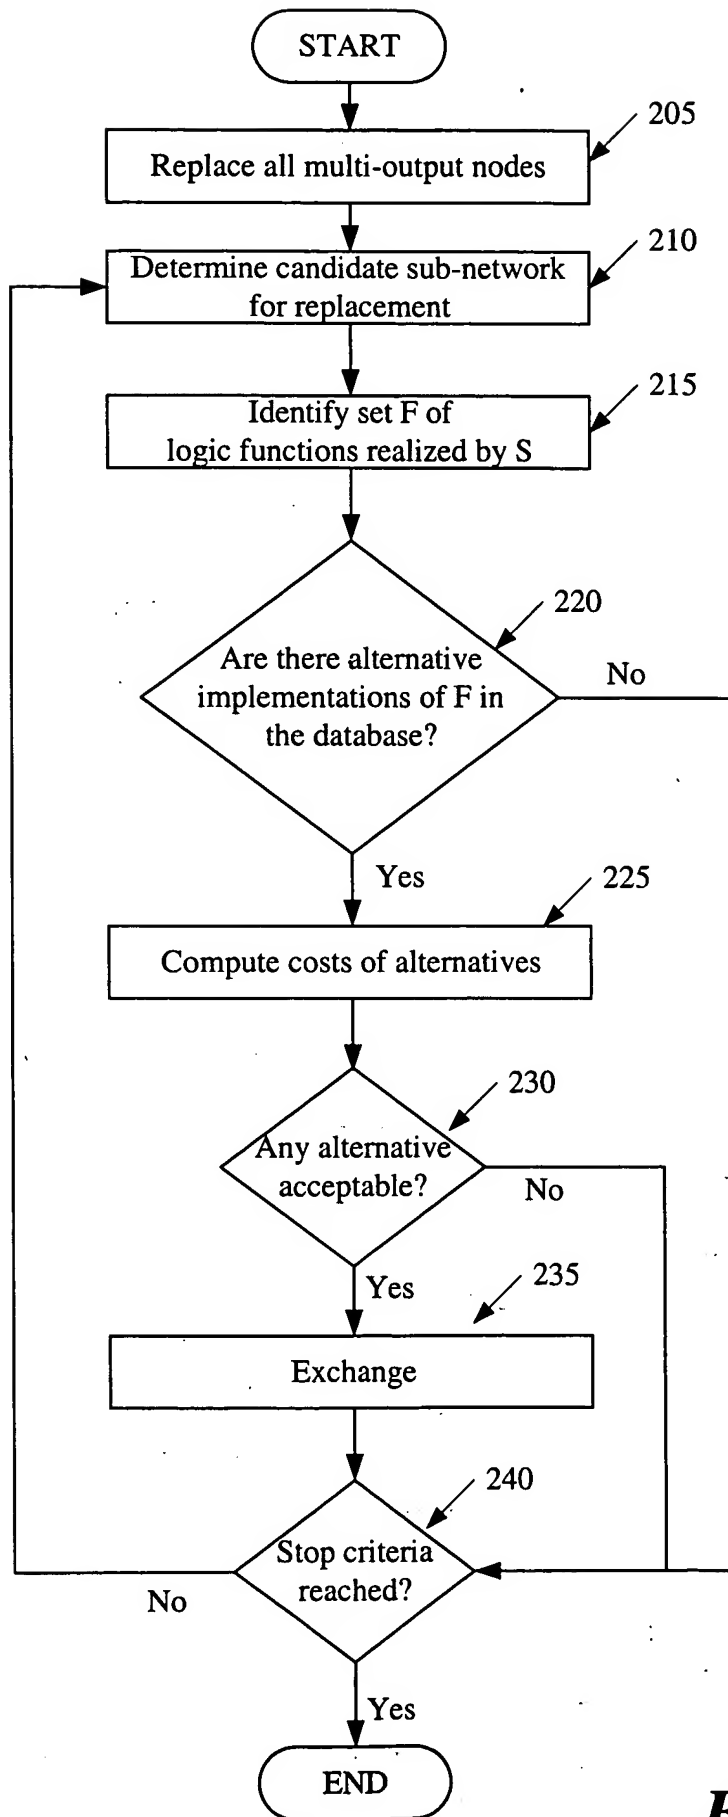 START
205
Replace all multi-output nodes
210
Determine candidate sub-network
for replacement
215
Identify set F of
logic functions realized by S
220
Are there alternative
implementations of F in
the database?
No
Yes
225
Compute costs of alternatives
230
Any alternative
acceptable?
No
Yes
235
Exchange
240
Stop criteria
reached?
No
Yes
END